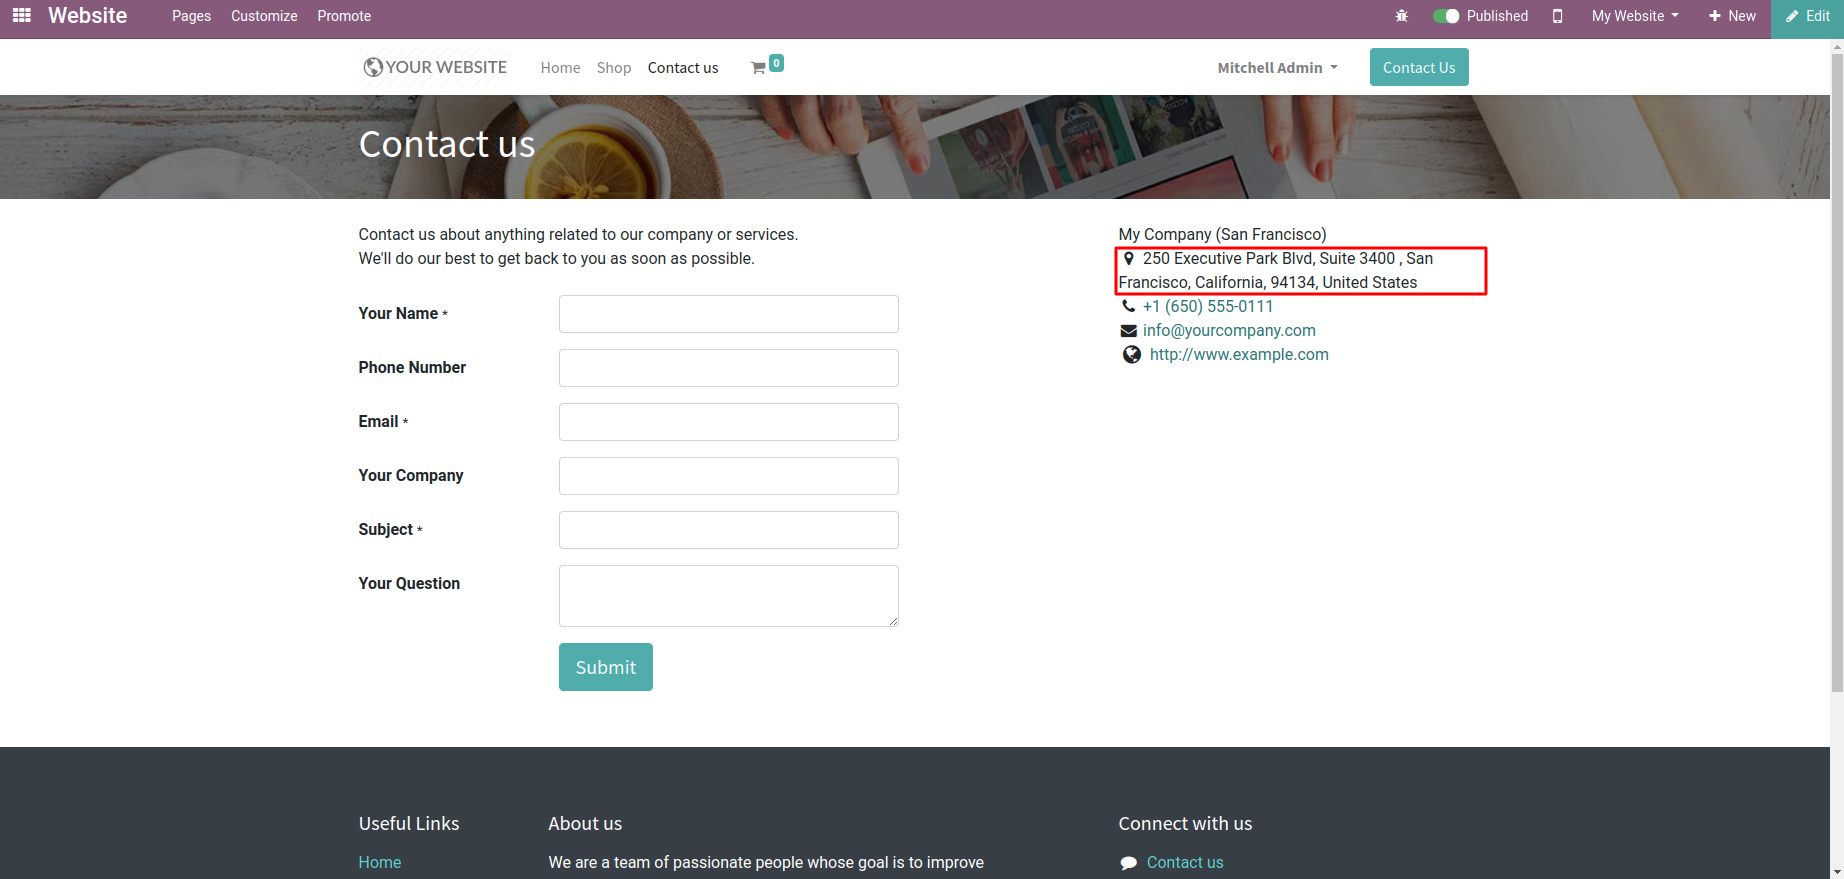 Website Pages Customize Promote Published My Website New Edit
YOUR WEBSITE Home Shop Contact us 0 Mitchell Admin Contact Us
Contact us
Contact us about anything related to our company or services.
We'll do our best to get back to you as soon as possible.
Your Name *
Phone Number
Email *
Your Company
Subject *
Your Question
Submit
My Company (San Francisco)
250 Executive Park Blvd, Suite 3400 , San
Francisco, California, 94134, United States
+1 (650) 555-0111
info@yourcompany.com
http://www.example.com
Useful Links
Home
About us
We are a team of passionate people whose goal is to improve
Connect with us
Contact us